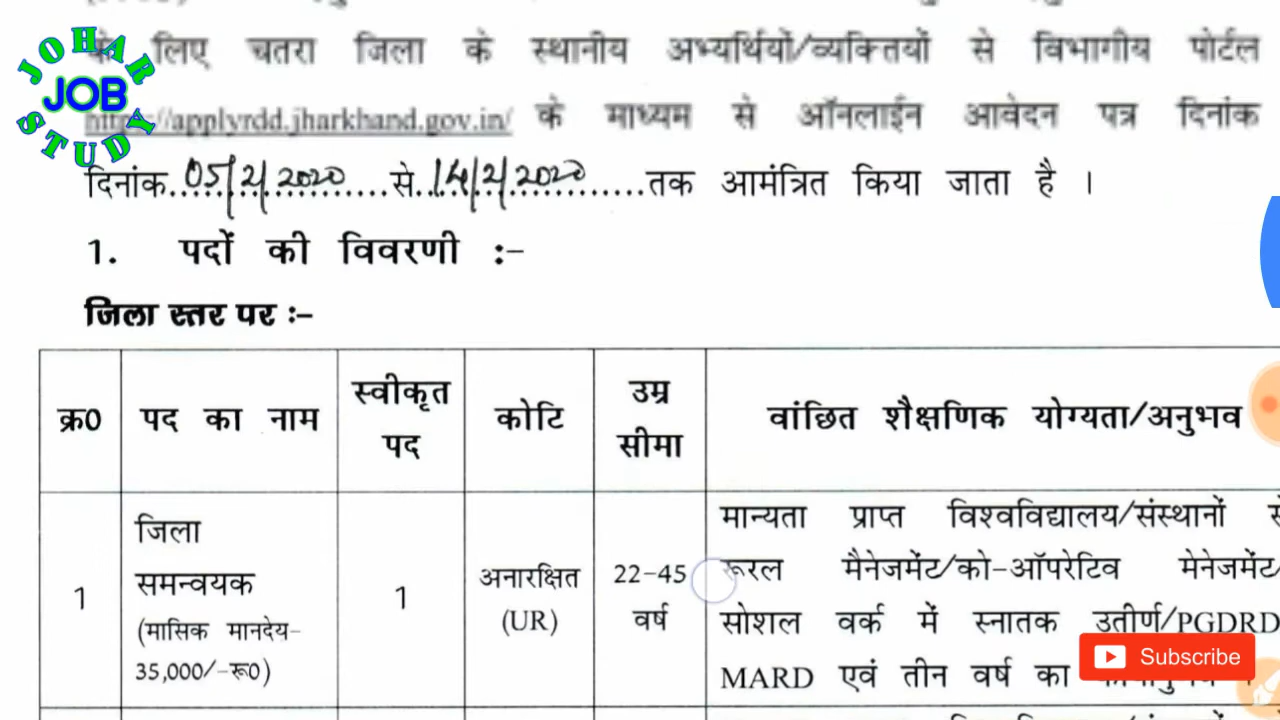 JOHAR
JOB
STUDY
लिए चतरा जिला के स्थानीय अभ्यर्थियों/व्यक्तियों से विभागीय पोर्टल
https://applyrdd.jharkhand.gov.in/ के माध्यम से ऑनलाईन आवेदन पत्र दिनांक
दिनांक..05/2/2020......से..14/2/2020......तक आमंत्रित किया जाता है ।
1. पदों की विवरणी :–
जिला स्तर पर :–
क्र0 पद का नाम स्वीकृत पद कोटि उम्र सीमा वांछित शैक्षणिक योग्यता/अनुभव
1 जिला समन्वयक (मासिक मानदेय–35,000/-रू0) 1 अनारक्षित (UR) 22–45 वर्ष
मान्यता प्राप्त विश्वविद्यालय/संस्थानों
रूरल मैनेजमेंट/को–ऑपरेटिव मेनेजमेंट/
सोशल वर्क में स्नातक उतीर्ण/PGDRD
MARD एवं तीन वर्ष का
Subscribe